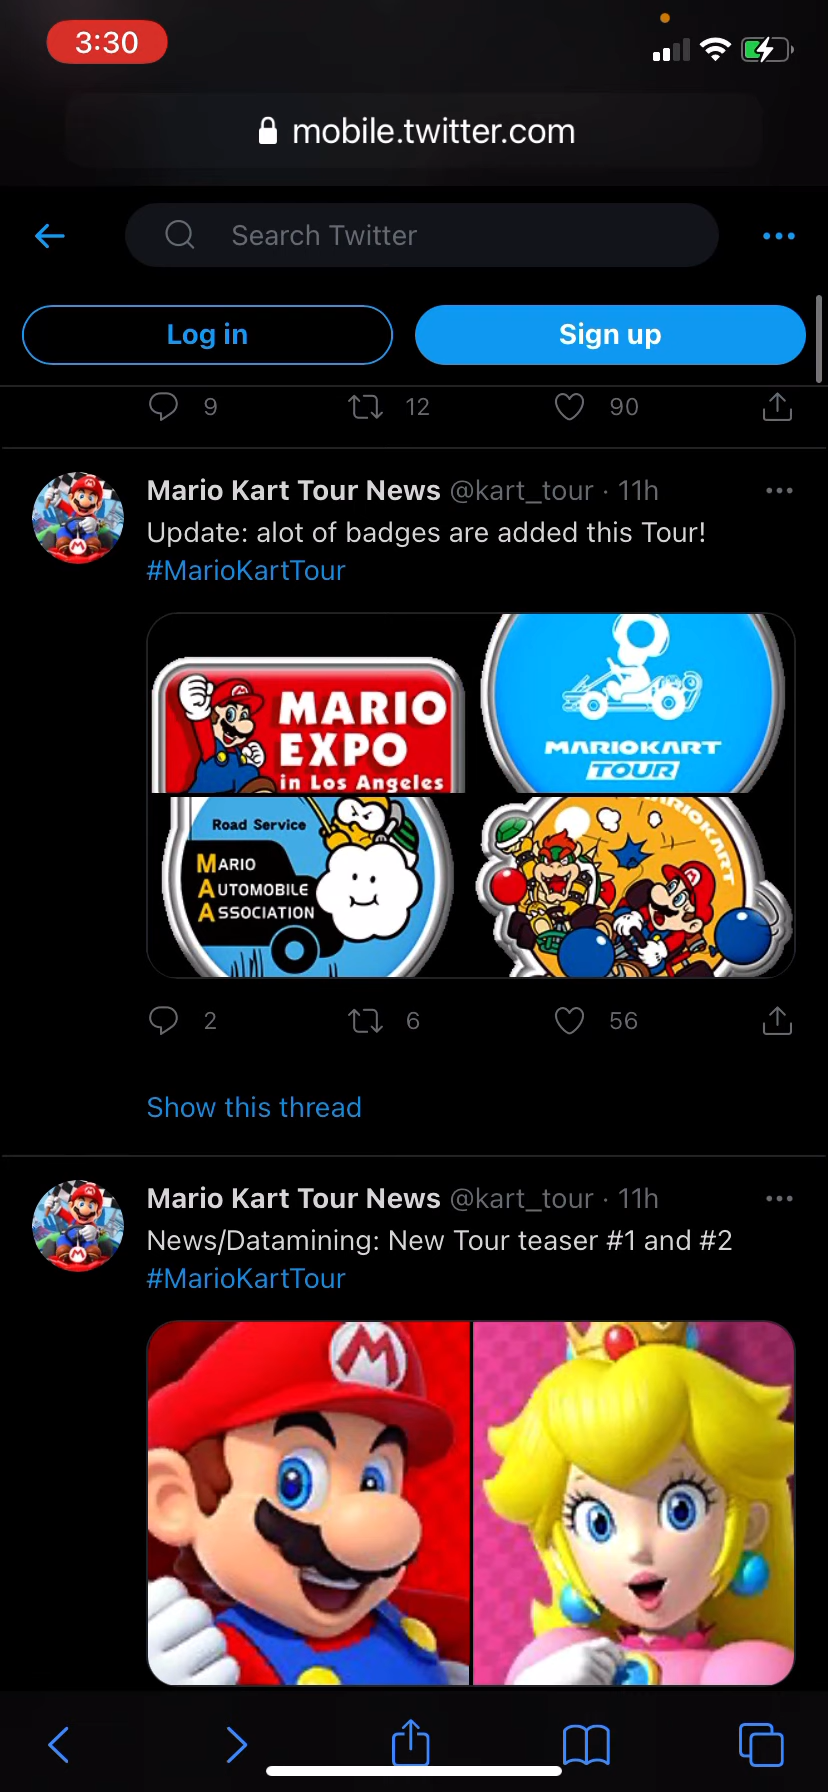 3:30
mobile.twitter.com
Search Twitter
Log in
Sign up
9
12
90
Mario Kart Tour News @kart_tour · 11h
Update: alot of badges are added this Tour!
#MarioKartTour
MARIO
EXPO
in Los Angeles
MARIOKART
TOUR
Road Service
MARIO
AUTOMOBILE
ASSOCIATION
2
6
56
Show this thread
Mario Kart Tour News @kart_tour · 11h
News/Datamining: New Tour teaser #1 and #2
#MarioKartTour
M